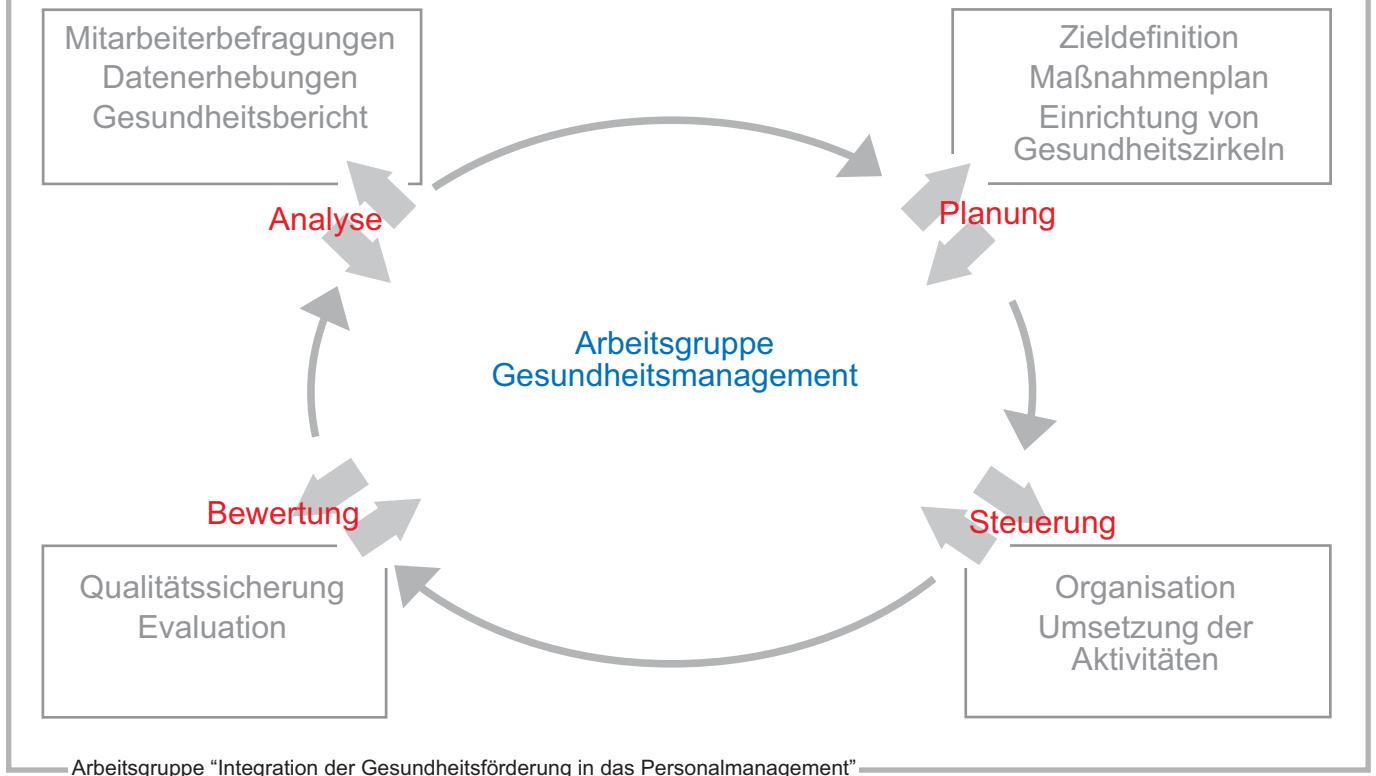 Mitarbeiterbefragungen
Datenerhebungen
Gesundheitsbericht
Zieldefinition
Maßnahmenplan
Einrichtung von
Gesundheitszirkeln
Analyse
Planung
Arbeitsgruppe
Gesundheitsmanagement
Bewertung
Steuerung
Qualitätssicherung
Evaluation
Organisation
Umsetzung der
Aktivitäten
Arbeitsgruppe “Integration der Gesundheitsförderung in das Personalmanagement”